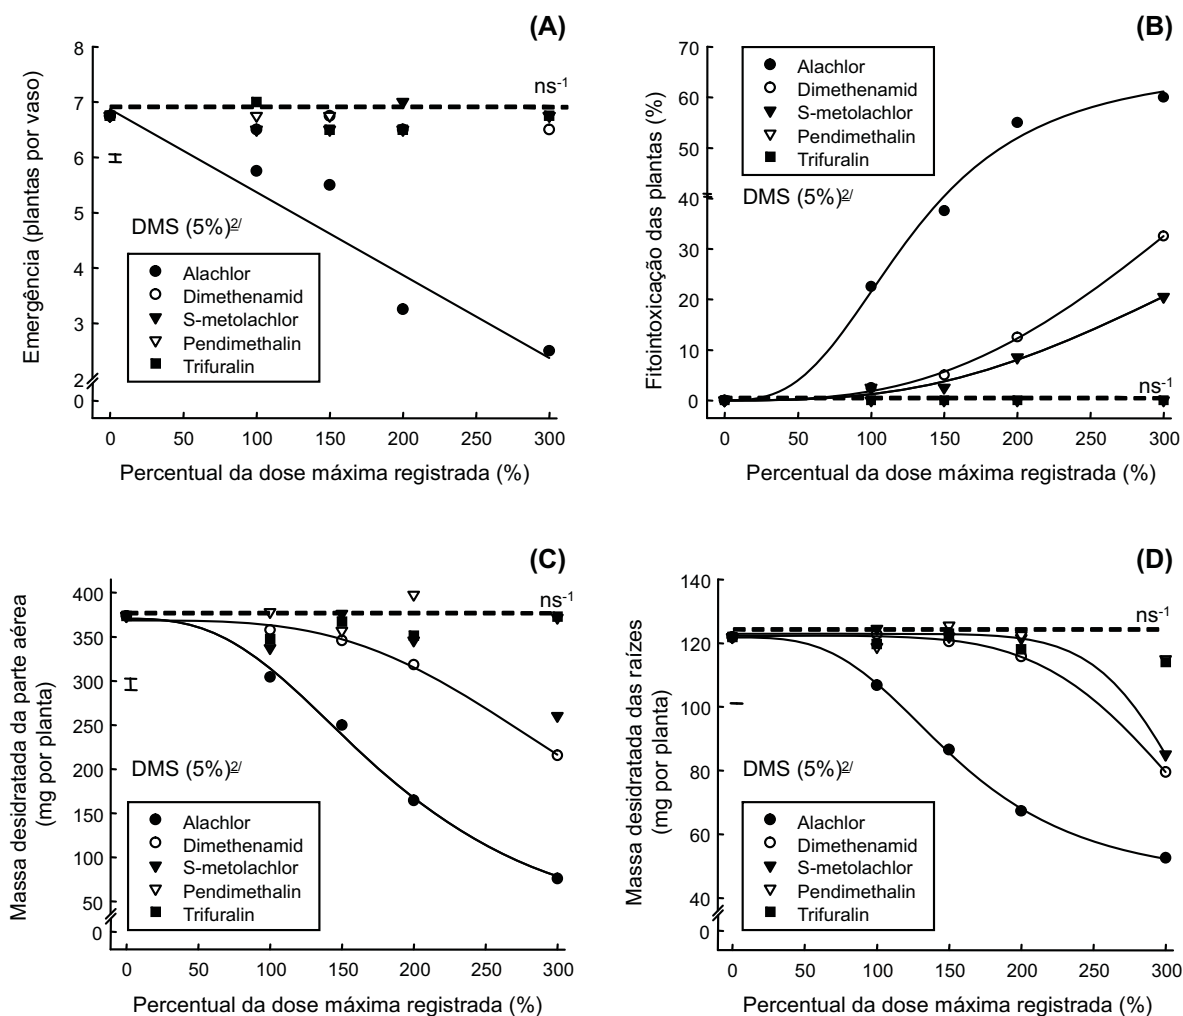 (A)
Emergência (plantas por vaso)
8
7
6
5
4
3
2
0
ns-1
DMS (5%)2/
Alachlor
Dimethenamid
S-metolachlor
Pendimethalin
Trifuralin
0 50 100 150 200 250 300
Percentual da dose máxima registrada (%)
(B)
Fitointoxicação das plantas (%)
70
60
50
40
30
20
10
0
Alachlor
Dimethenamid
S-metolachlor
Pendimethalin
Trifuralin
DMS (5%)2/
ns-1
0 50 100 150 200 250 300
Percentual da dose máxima registrada (%)
(C)
Massa desidratada da parte aérea
(mg por planta)
400
350
300
250
200
150
100
50
0
ns-1
DMS (5%)2/
Alachlor
Dimethenamid
S-metolachlor
Pendimethalin
Trifuralin
0 50 100 150 200 250 300
Percentual da dose máxima registrada (%)
(D)
Massa desidratada das raízes
(mg por planta)
140
120
100
80
60
40
0
ns-1
DMS (5%)2/
Alachlor
Dimethenamid
S-metolachlor
Pendimethalin
Trifuralin
0 50 100 150 200 250 300
Percentual da dose máxima registrada (%)